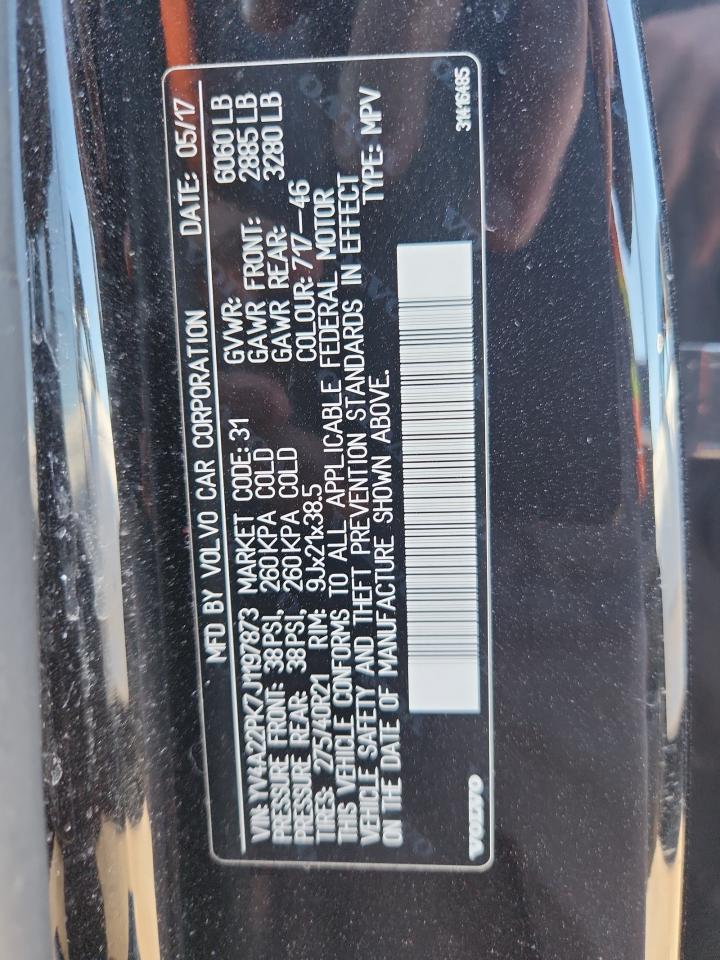 MFD BY VOLVO CAR CORPORATION DATE: 05/17
VIN: YV4A22PK7J1197873 MARKET CODE: 31 GVWR: 6060 LB
PRESSURE FRONT: 38 PSI, 260 KPA COLD GAWR FRONT: 2885 LB
PRESSURE REAR: 38 PSI, 260 KPA COLD GAWR REAR: 3280 LB
TIRES: 275/40R21 RIM: 9Jx21x38.5 COLOUR: 717--46
THIS VEHICLE CONFORMS TO ALL APPLICABLE FEDERAL MOTOR
VEHICLE SAFETY AND THEFT PREVENTION STANDARDS IN EFFECT
ON THE DATE OF MANUFACTURE SHOWN ABOVE. TYPE: MPV
VOLVO 31416485